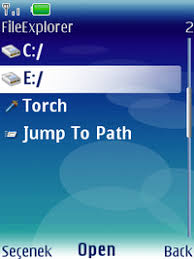 FileExplorer 2
C:/
E:/
Torch
Jump To Path
Seçenek Open Back